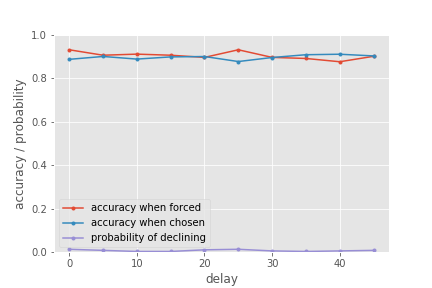 1.0
0.8
0.6
0.4
0.2
0.0
accuracy / probability
accuracy when forced
accuracy when chosen
probability of declining
0 10 20 30 40
delay